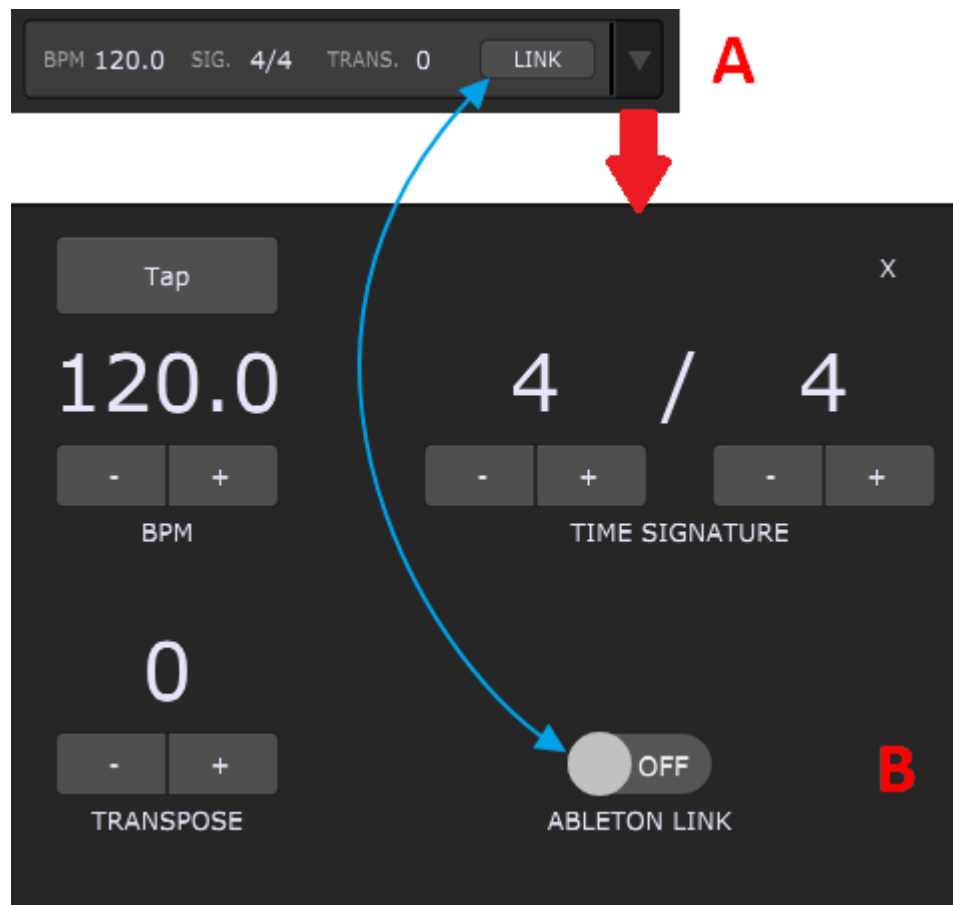 BPM 120.0 SIG. 4/4 TRANS. 0 LINK A
Tap X
120.0 4 / 4
- + - + - +
BPM TIME SIGNATURE
0
- + OFF B
TRANSPOSE ABLETON LINK